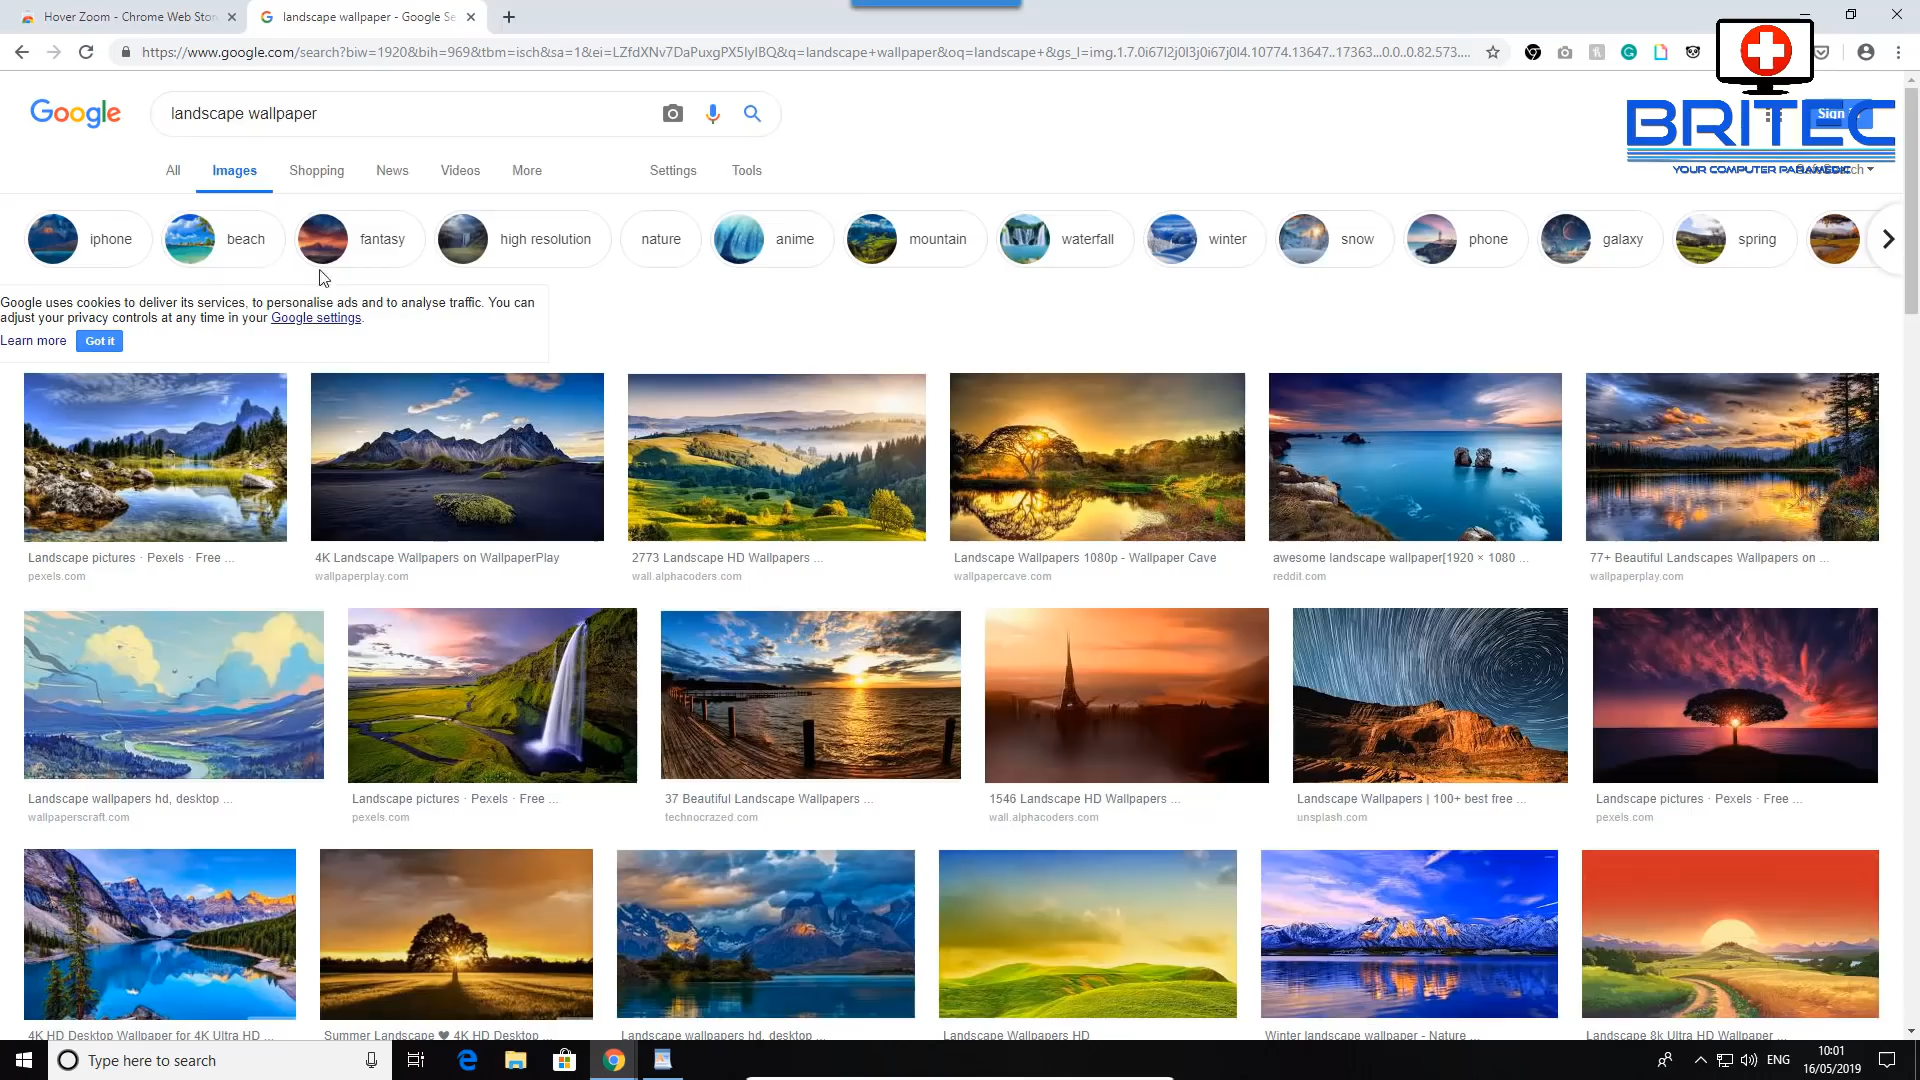 Hover Zoom - Chrome Web Stor
landscape wallpaper - Google Se
https://www.google.com/search?biw=1920&bih=969&tbm=isch&sa=1&ei=LZfdXNv7DaPuxgPX5IyIBQ&q=landscape+wallpaper&oq=landscape+&gs_l=img.1.7.0i67l2j0l3j0i67j0l4.10774.13647..17363...0.0..0.82.573....
Google
landscape wallpaper
Sign
BRITEC
YOUR COMPUTER PARAMEDIC
All Images Shopping News Videos More Settings Tools
iphone beach fantasy high resolution nature anime mountain waterfall winter snow phone galaxy spring
Google uses cookies to deliver its services, to personalise ads and to analyse traffic. You can
adjust your privacy controls at any time in your Google settings.
Learn more Got it
Landscape pictures · Pexels · Free ...
pexels.com
4K Landscape Wallpapers on WallpaperPlay
wallpaperplay.com
2773 Landscape HD Wallpapers ...
wall.alphacoders.com
Landscape Wallpapers 1080p - Wallpaper Cave
wallpapercave.com
awesome landscape wallpaper[1920 × 1080 ...
reddit.com
77+ Beautiful Landscapes Wallpapers on ...
wallpaperplay.com
Landscape wallpapers hd, desktop ...
wallpaperscraft.com
Landscape pictures · Pexels · Free ...
pexels.com
37 Beautiful Landscape Wallpapers ...
technocrazed.com
1546 Landscape HD Wallpapers ...
wall.alphacoders.com
Landscape Wallpapers | 100+ best free ...
unsplash.com
Landscape pictures · Pexels · Free ...
pexels.com
4K HD Desktop Wallpaper for 4K Ultra HD ...
Summer Landscape ♥ 4K HD Desktop ...
Landscape wallpapers hd, desktop ...
Landscape Wallpapers HD
Winter landscape wallpaper - Nature ...
Landscape 8k Ultra HD Wallpaper ...
Type here to search
ENG
10:01
16/05/2019